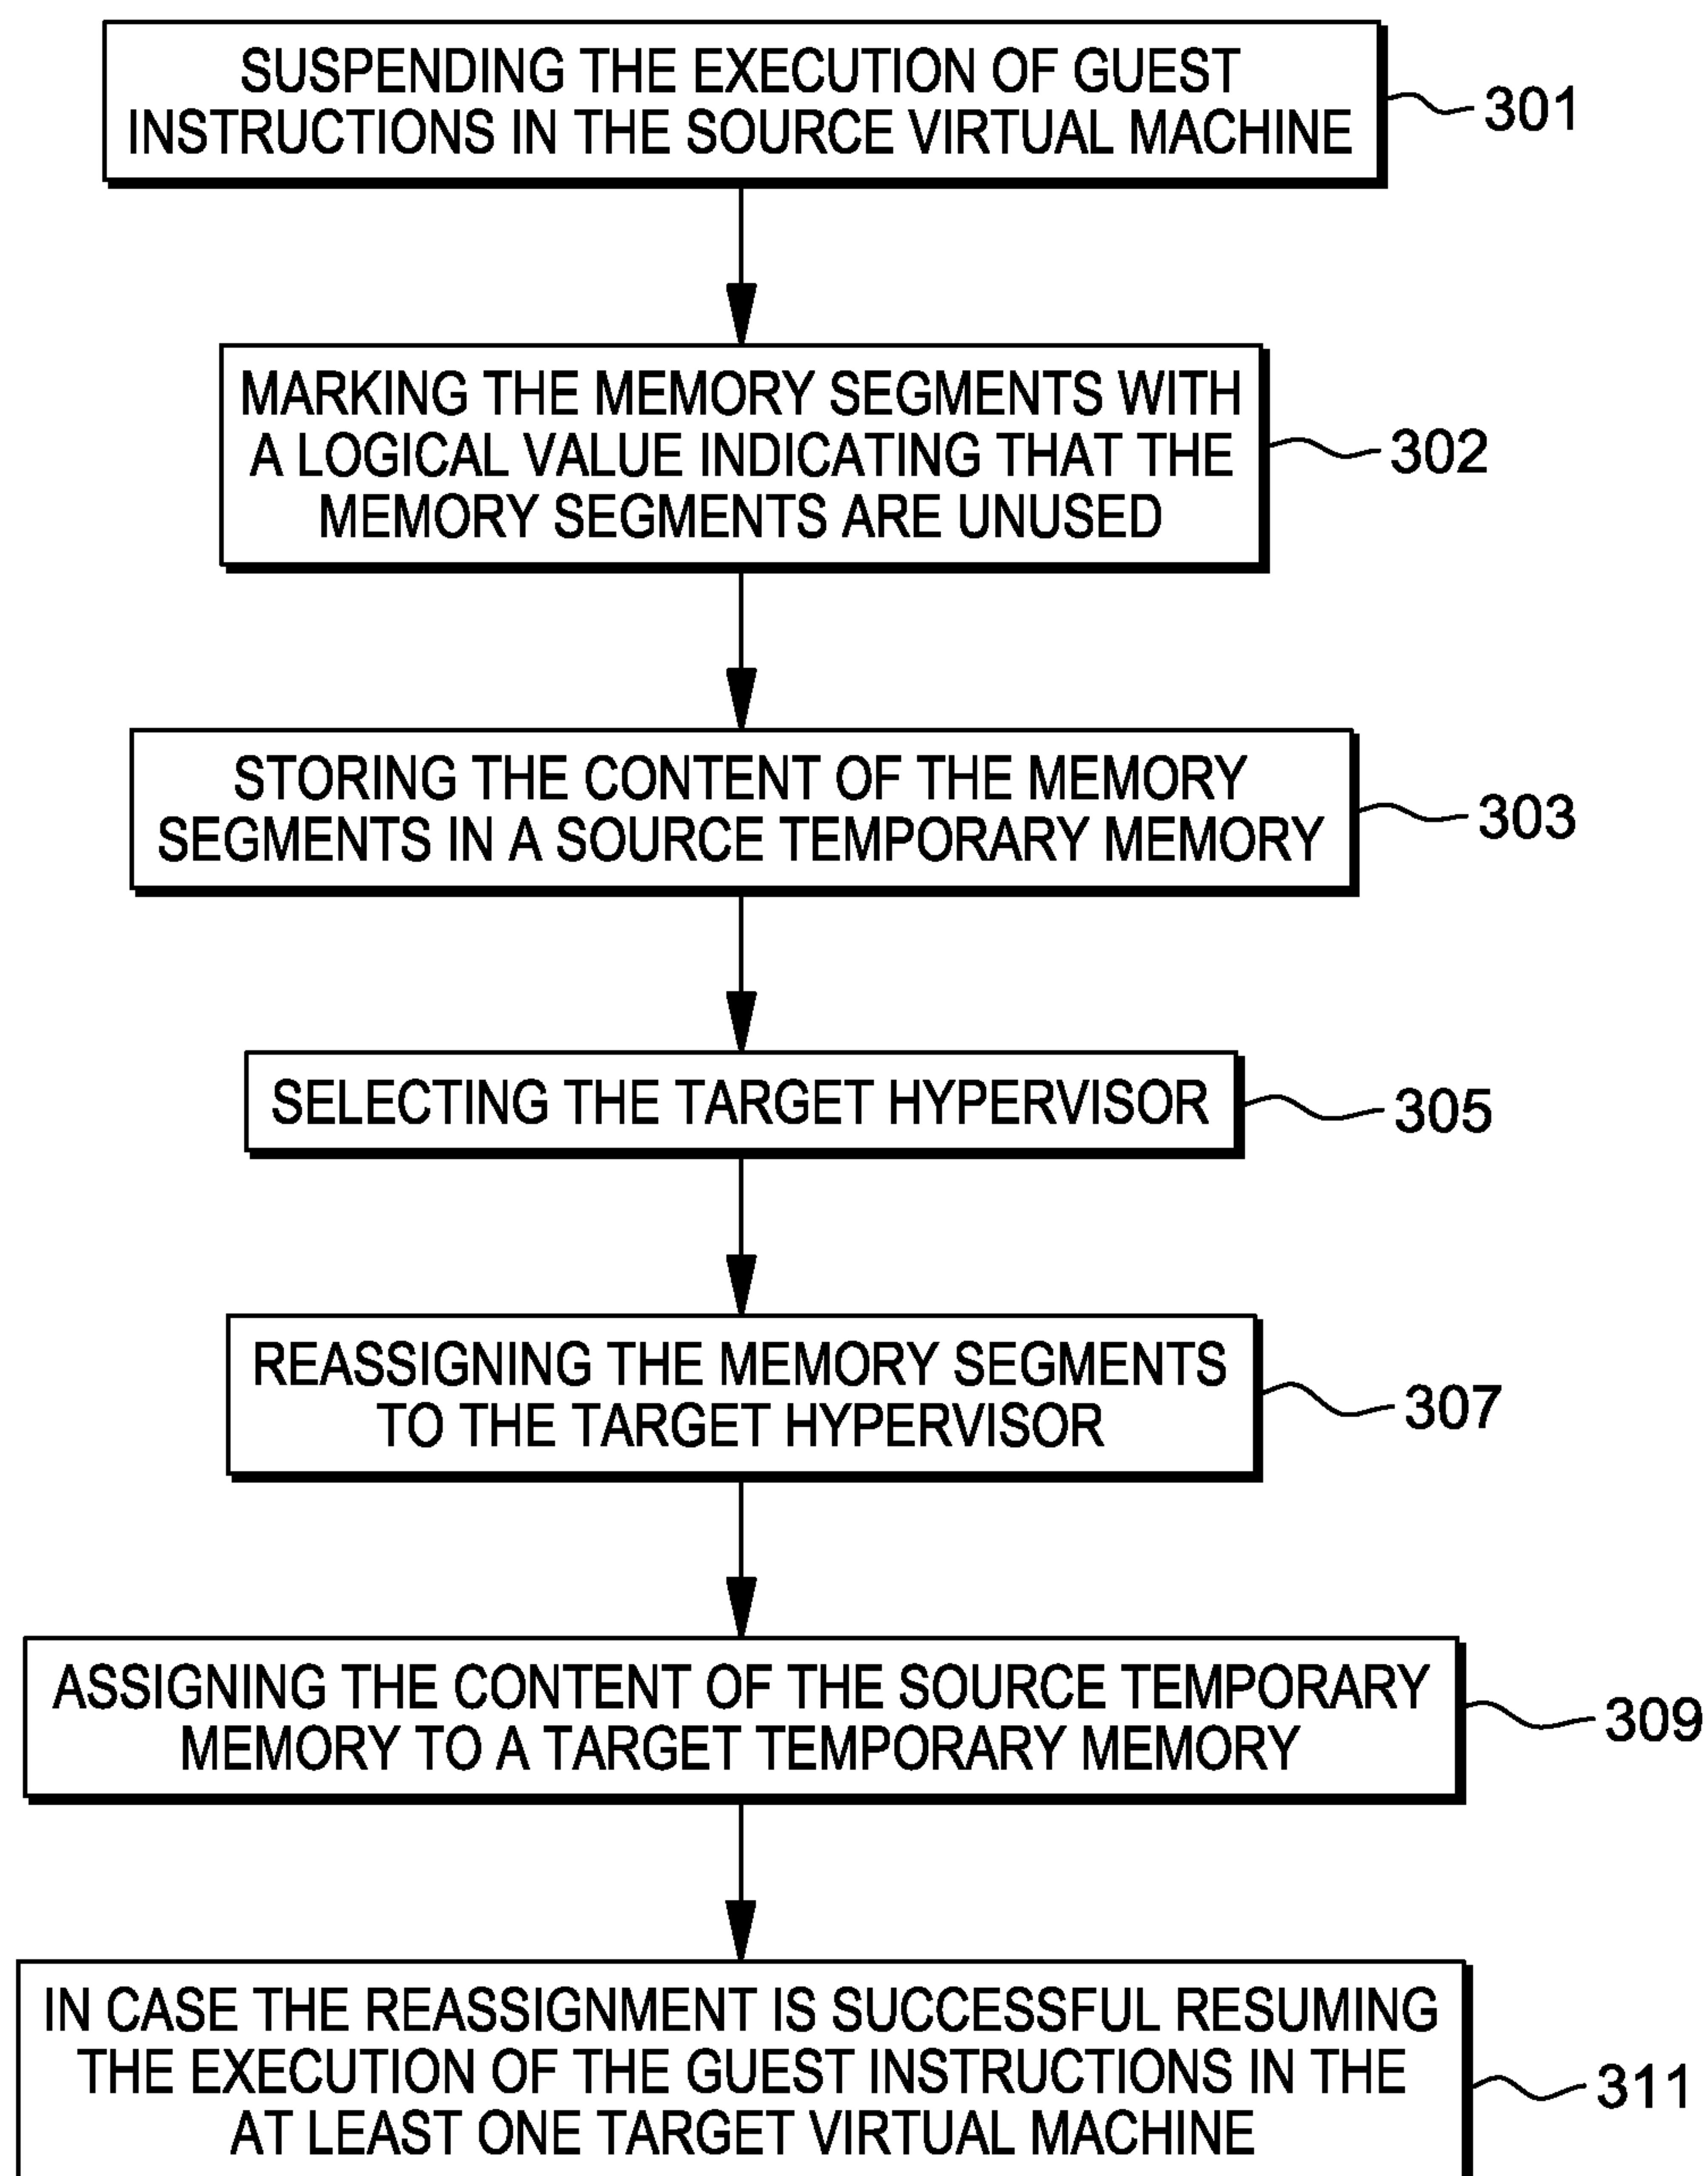 SUSPENDING THE EXECUTION OF GUEST
INSTRUCTIONS IN THE SOURCE VIRTUAL MACHINE
301
MARKING THE MEMORY SEGMENTS WITH
A LOGICAL VALUE INDICATING THAT THE
MEMORY SEGMENTS ARE UNUSED
302
STORING THE CONTENT OF THE MEMORY
SEGMENTS IN A SOURCE TEMPORARY MEMORY
303
SELECTING THE TARGET HYPERVISOR
305
REASSIGNING THE MEMORY SEGMENTS
TO THE TARGET HYPERVISOR
307
ASSIGNING THE CONTENT OF THE SOURCE TEMPORARY
MEMORY TO A TARGET TEMPORARY MEMORY
309
IN CASE THE REASSIGNMENT IS SUCCESSFUL RESUMING
THE EXECUTION OF THE GUEST INSTRUCTIONS IN THE
AT LEAST ONE TARGET VIRTUAL MACHINE
311